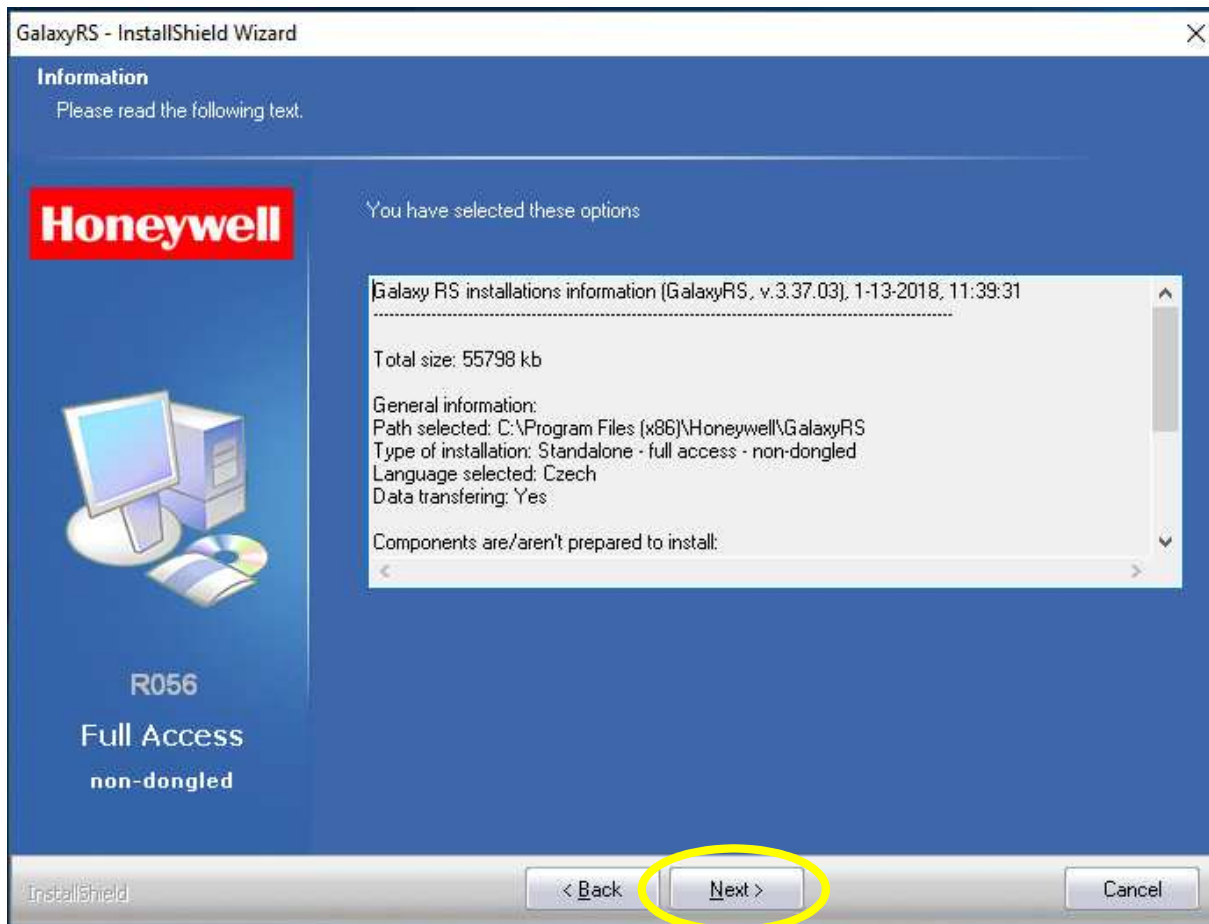 GalaxyRS - InstallShield Wizard
Information
Please read the following text.
Honeywell
You have selected these options
Galaxy RS installations information (GalaxyRS, v.3.37.03), 1-13-2018, 11:39:31
--------------------------------------------------------------------------------
Total size: 55798 kb
General information:
Path selected: C:\Program Files (x86)\Honeywell\GalaxyRS
Type of installation: Standalone - full access - non-dongled
Language selected: Czech
Data transfering: Yes
Components are/aren't prepared to install:
R056
Full Access
non-dongled
InstallShield
< Back
Next >
Cancel